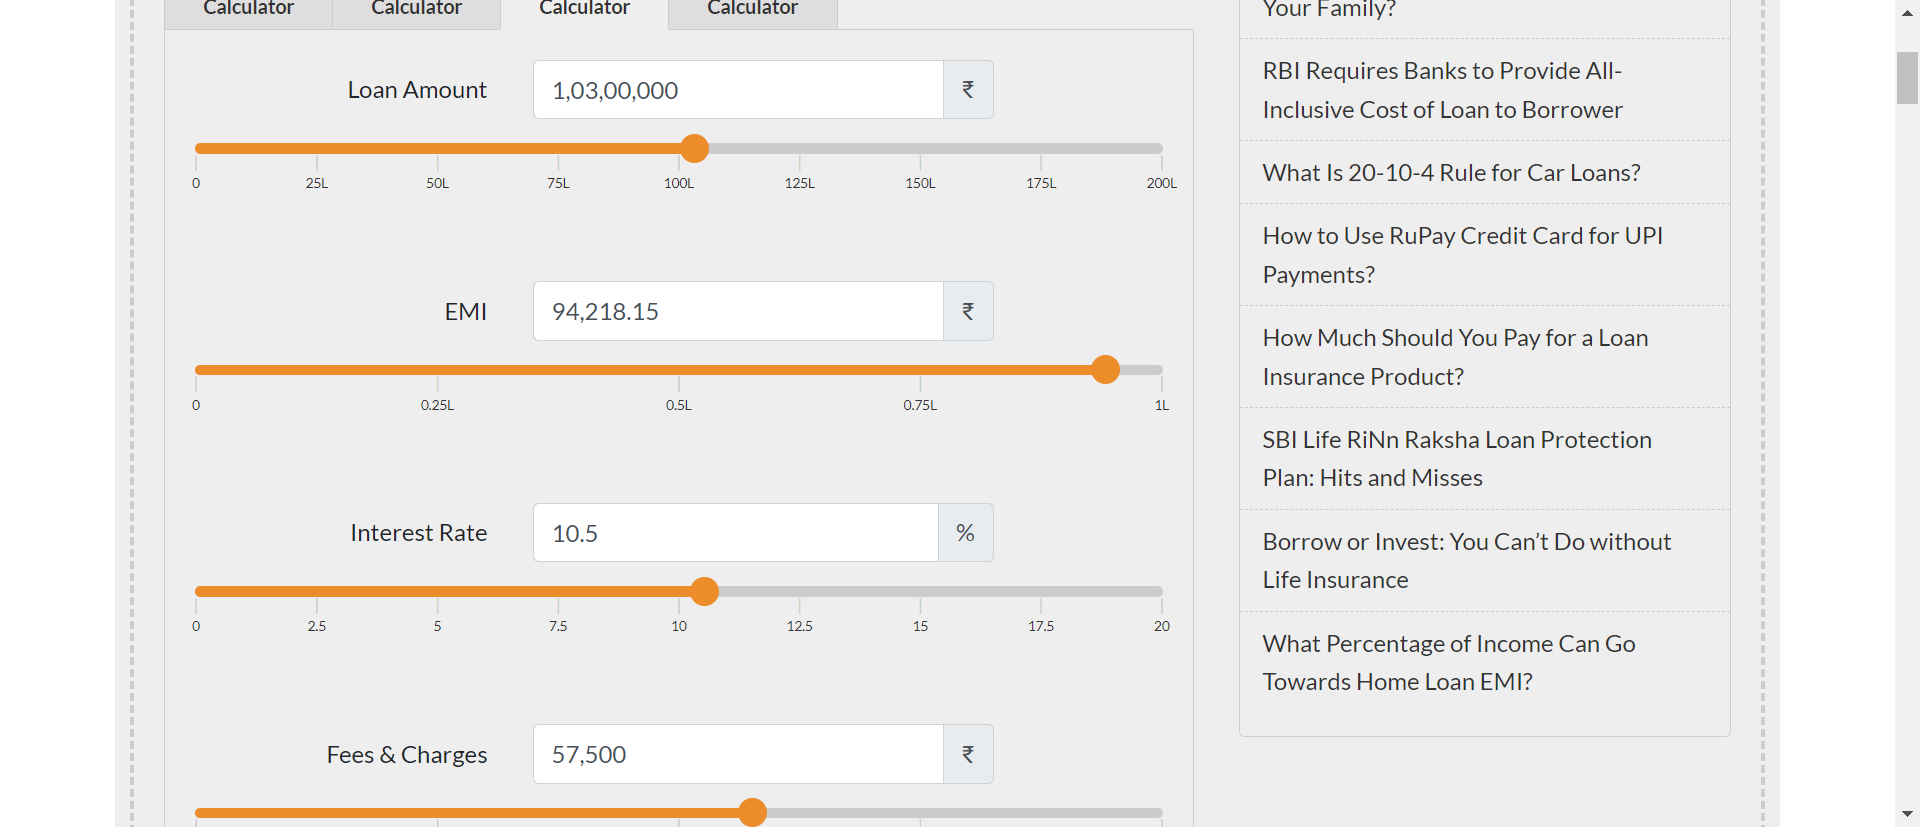 Calculator
Calculator
Calculator
Calculator
Loan Amount
1,03,00,000
₹
0
25L
50L
75L
100L
125L
150L
175L
200L
EMI
94,218.15
₹
0
0.25L
0.5L
0.75L
1L
Interest Rate
10.5
%
0
2.5
5
7.5
10
12.5
15
17.5
20
Fees & Charges
57,500
₹
Your Family?
RBI Requires Banks to Provide All-
Inclusive Cost of Loan to Borrower
What Is 20-10-4 Rule for Car Loans?
How to Use RuPay Credit Card for UPI
Payments?
How Much Should You Pay for a Loan
Insurance Product?
SBI Life RiNn Raksha Loan Protection
Plan: Hits and Misses
Borrow or Invest: You Can’t Do without
Life Insurance
What Percentage of Income Can Go
Towards Home Loan EMI?